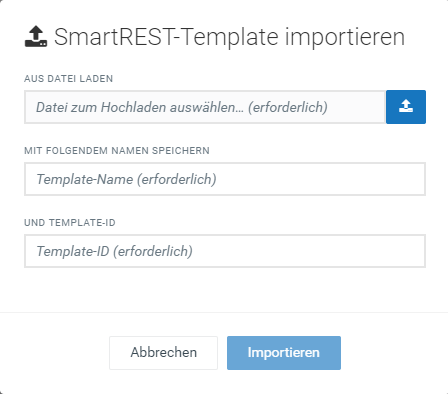 SmartREST-Template importieren
AUS DATEI LADEN
Datei zum Hochladen auswählen... (erforderlich)
MIT FOLGENDEM NAMEN SPEICHERN
Template-Name (erforderlich)
UND TEMPLATE-ID
Template-ID (erforderlich)
Abbrechen
Importieren